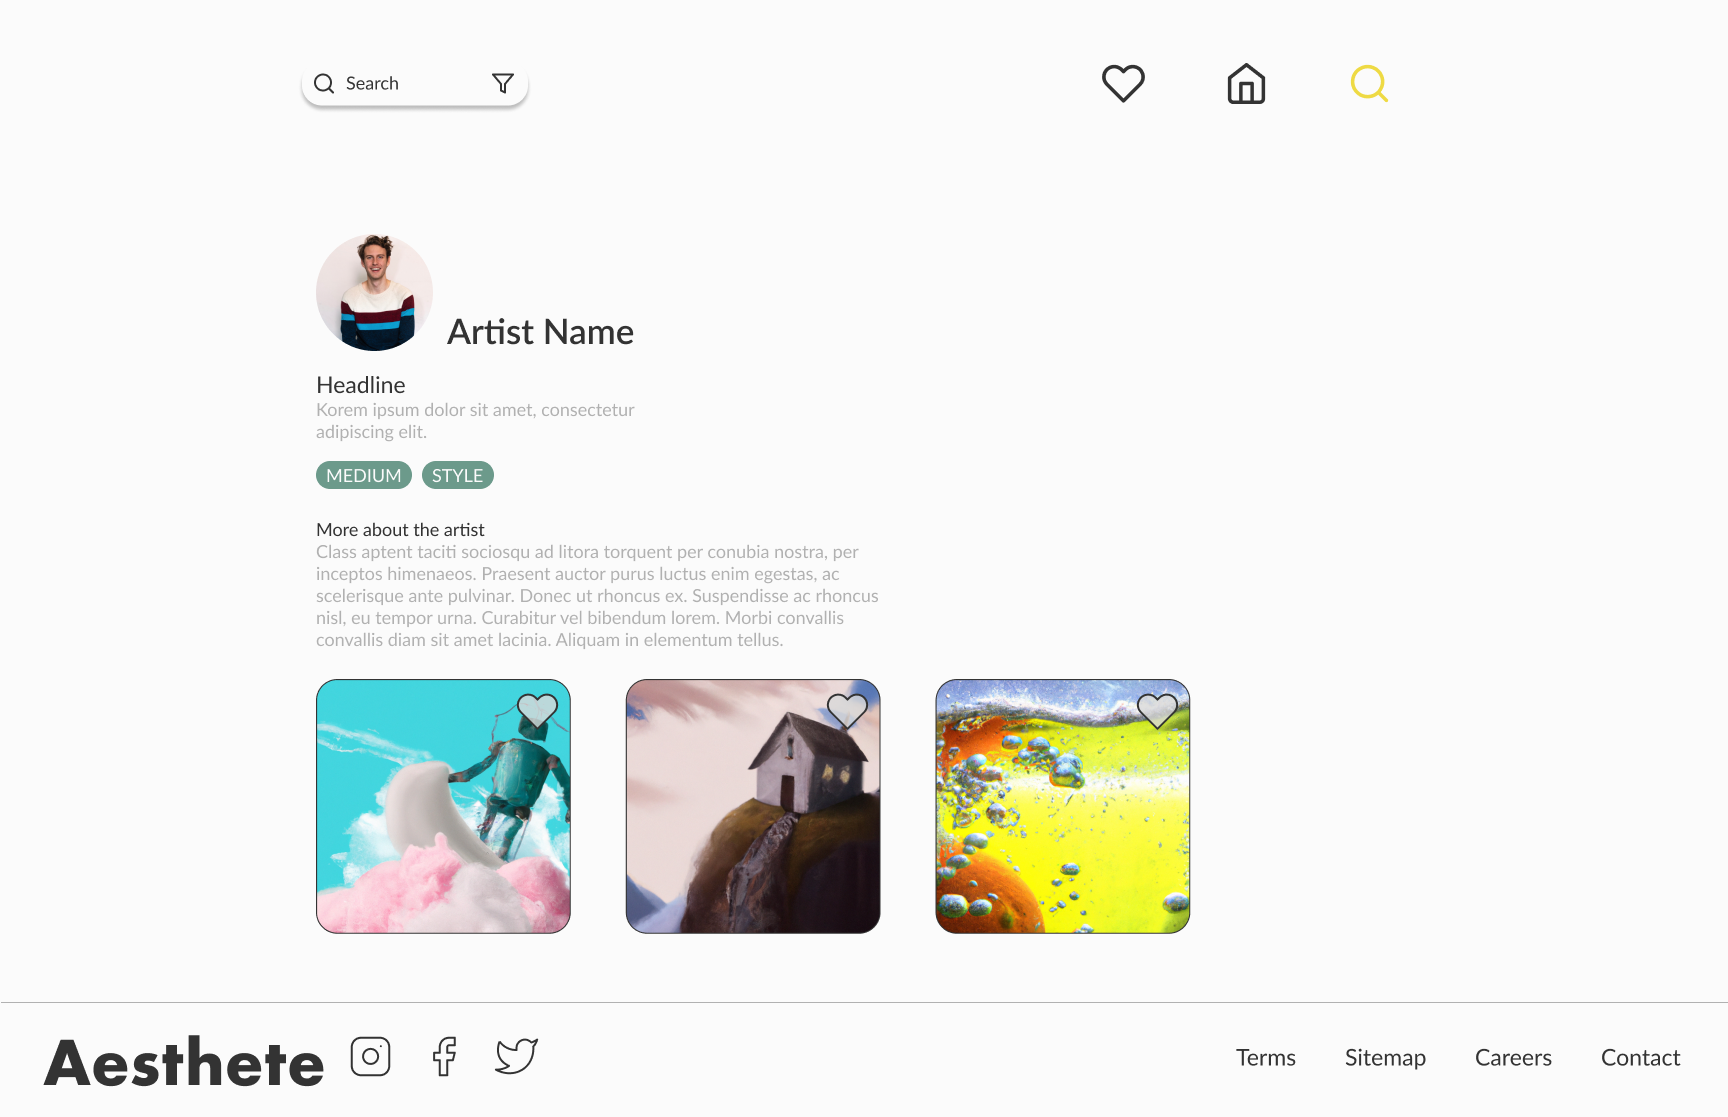 Search
Artist Name
Headline
Korem ipsum dolor sit amet, consectetur
adipiscing elit.
MEDIUM STYLE
More about the artist
Class aptent taciti sociosqu ad litora torquent per conubia nostra, per
inceptos himenaeos. Praesent auctor purus luctus enim egestas, ac
scelerisque ante pulvinar. Donec ut rhoncus ex. Suspendisse ac rhoncus
nisl, eu tempor urna. Curabitur vel bibendum lorem. Morbi convallis
convallis diam sit amet lacinia. Aliquam in elementum tellus.
Aesthete Terms Sitemap Careers Contact